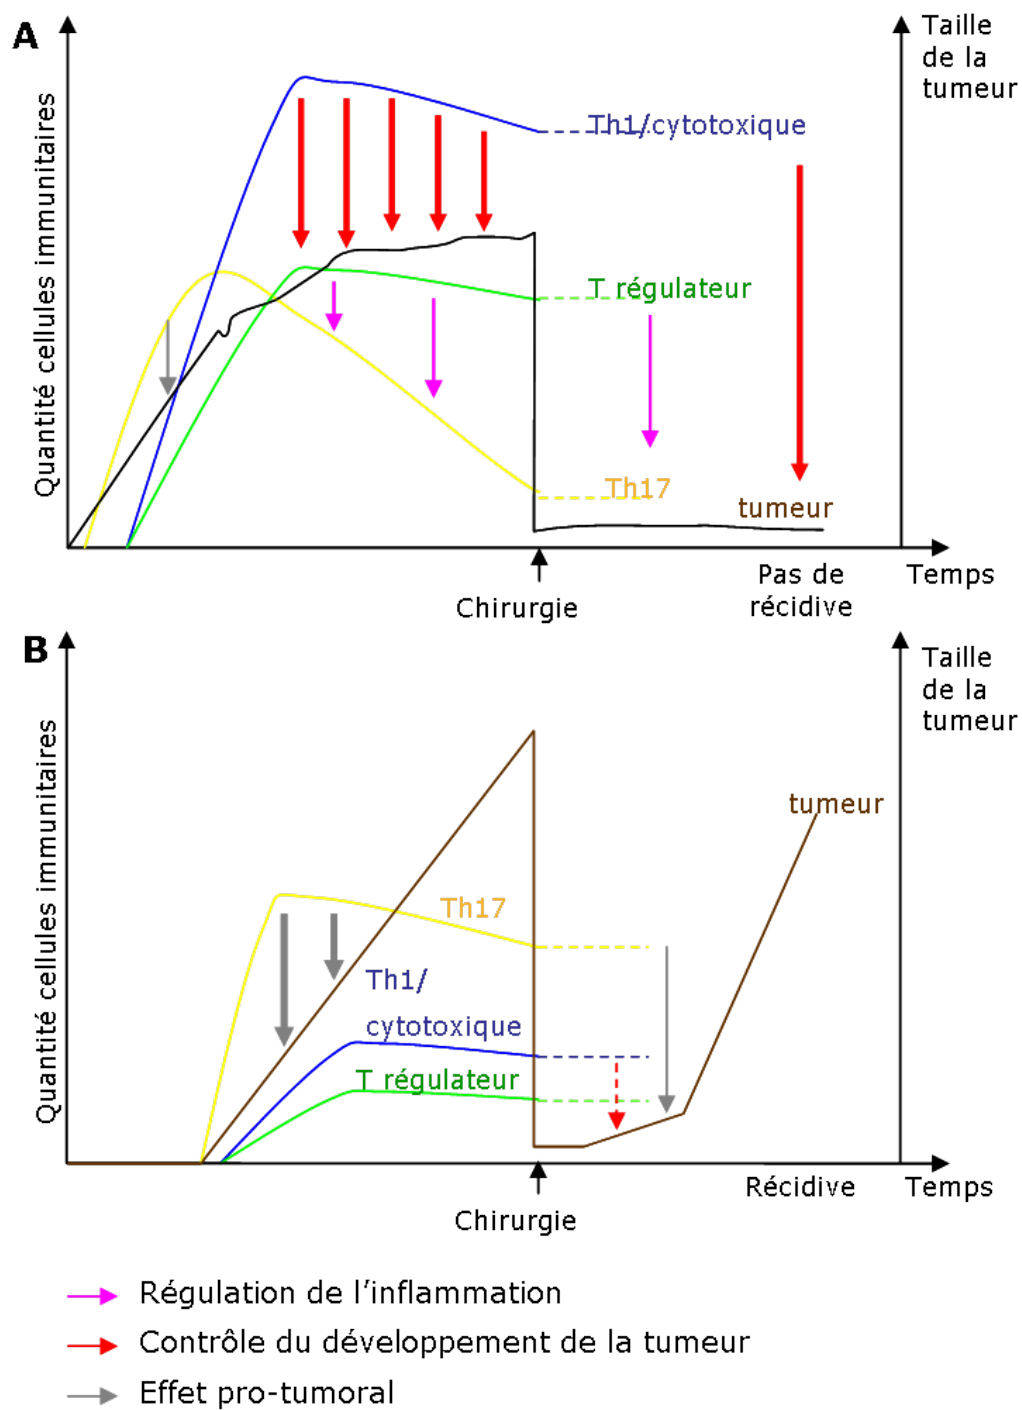 A
Taille
de la
tumeur
Quantité cellules immunitaires
Th1/cytotoxique
T régulateur
Th17
tumeur
Chirurgie
Pas de
récidive
Temps
B
Taille
de la
tumeur
Quantité cellules immunitaires
tumeur
Th17
Th1/
cytotoxique
T régulateur
Chirurgie
Récidive
Temps
Régulation de l'inflammation
Contrôle du développement de la tumeur
Effet pro-tumoral